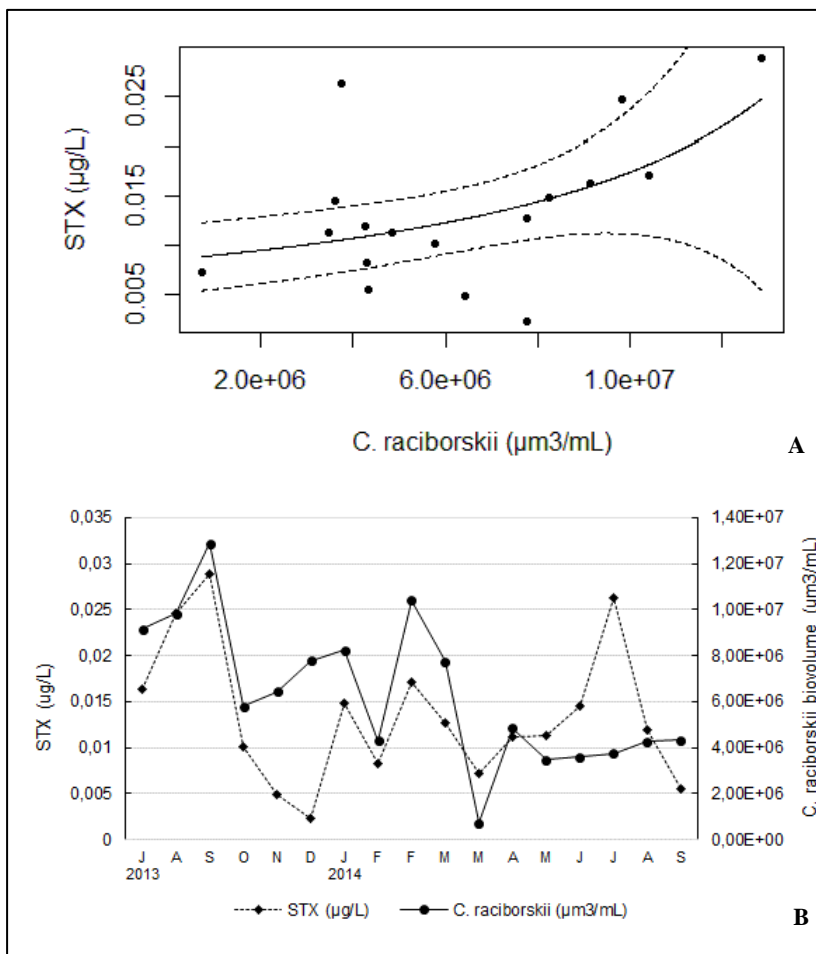 STX (µg/L)
0.025
0.015
0.005
2.0e+06 6.0e+06 1.0e+07
C. raciborskii (µm3/mL)
A
STX (ug/L)
0,035
0,03
0,025
0,02
0,015
0,01
0,005
0
1,40E+07
1,20E+07
1,00E+07
8,00E+06
6,00E+06
4,00E+06
2,00E+06
0,00E+00
C. raciborskii biovolume (µm3/mL)
J A S O N D J F F M M A M J J A S
2013 2014
STX (µg/L) C. raciborskii (µm3/mL)
B